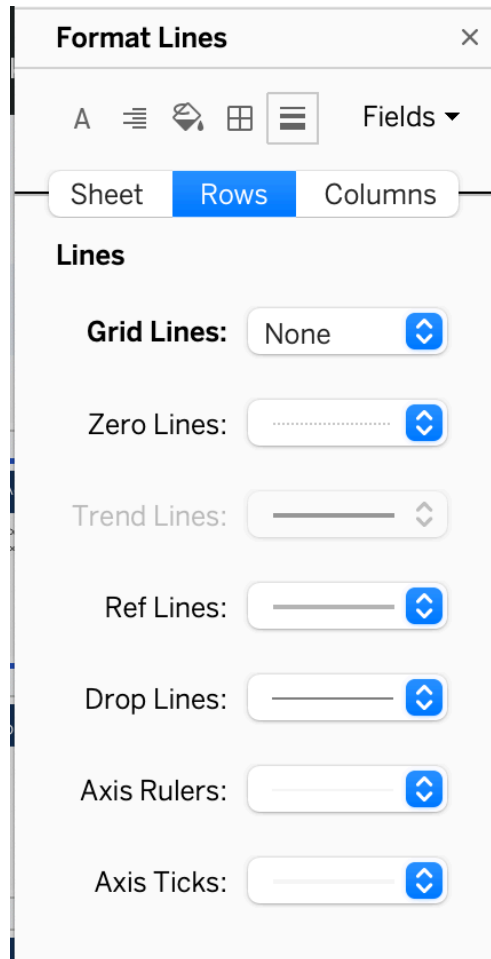 Format Lines
A
Fields
Sheet Rows Columns
Lines
Grid Lines: None
Zero Lines:
Trend Lines:
Ref Lines:
Drop Lines:
Axis Rulers:
Axis Ticks: